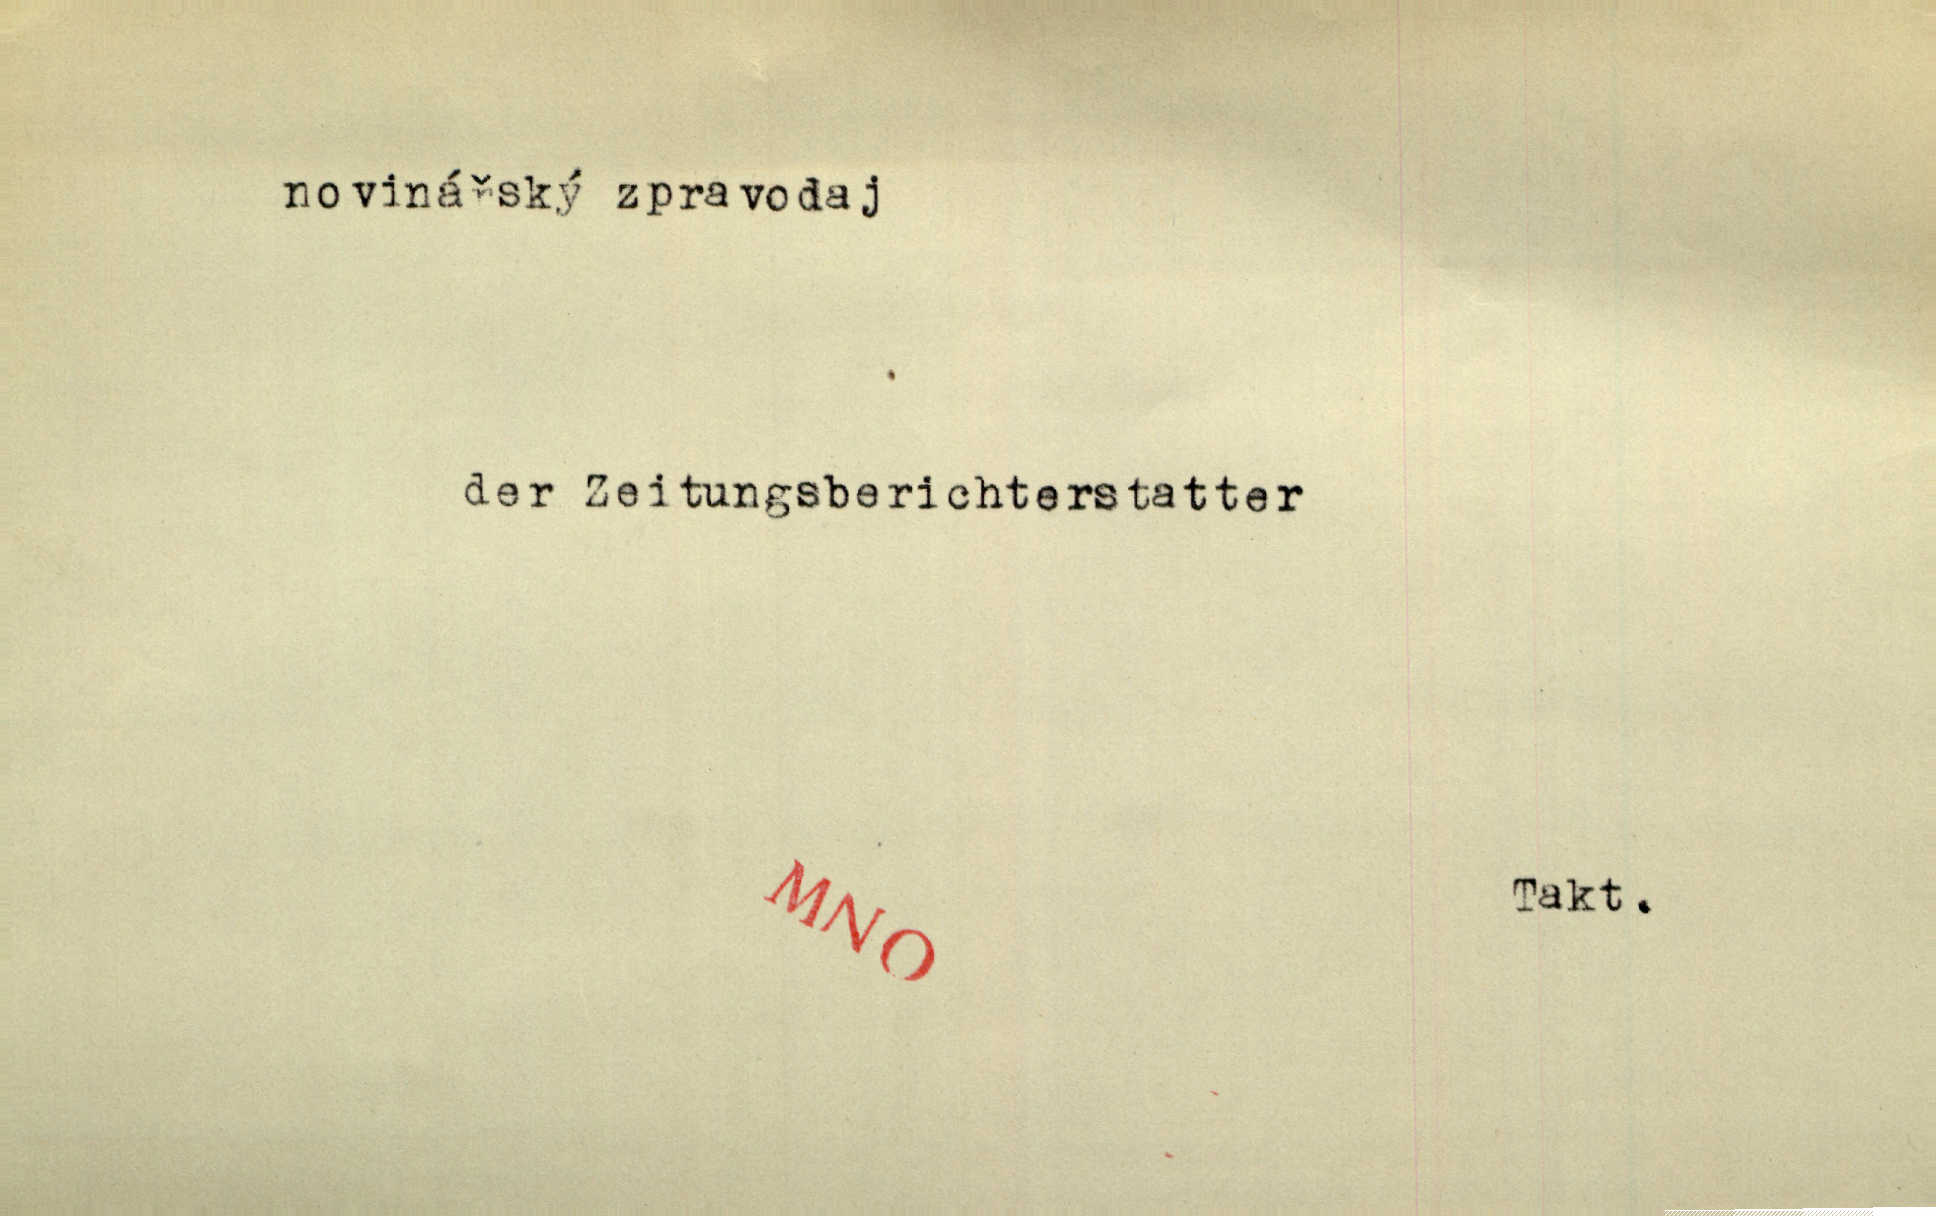 novinářský zpravodaj
der Zeitungsberichterstatter
MNO
Takt.